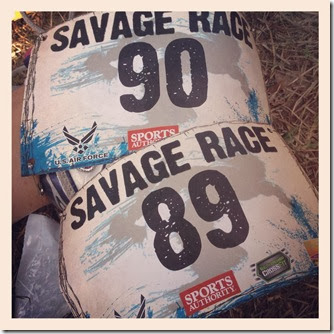 SAVAGE RACE
90
U.S. AIR FORCE
SPORTS
AUTHORITY
SAVAGE RACE
89
SPORTS
AUTHORITY